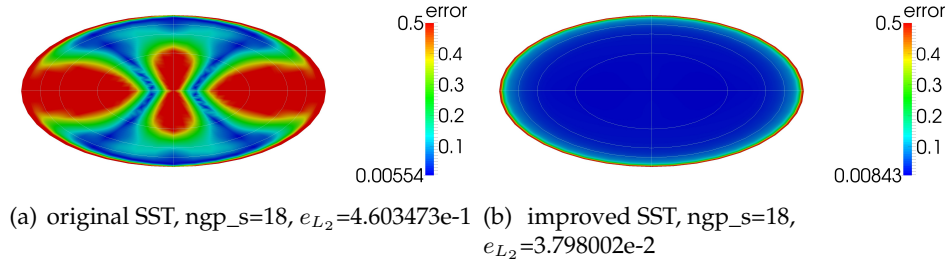 error
0.5
0.4
0.3
0.2
0.1
0.00554
error
0.5
0.4
0.3
0.2
0.1
0.00843
(a) original SST, ngp_s=18, e_{L_2}=4.603473e-1
(b) improved SST, ngp_s=18,
e_{L_2}=3.798002e-2